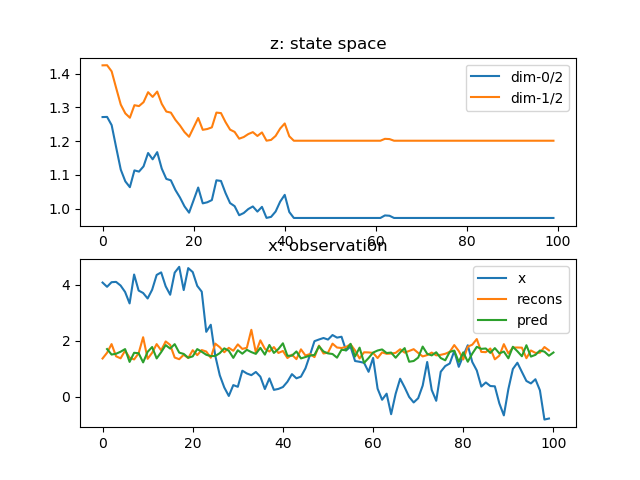 z: state space
1.4
1.3
1.2
1.1
1.0
dim-0/2
dim-1/2
0 20 40 60 80 100
x: observation
4
2
0
x
recons
pred
0 20 40 60 80 100